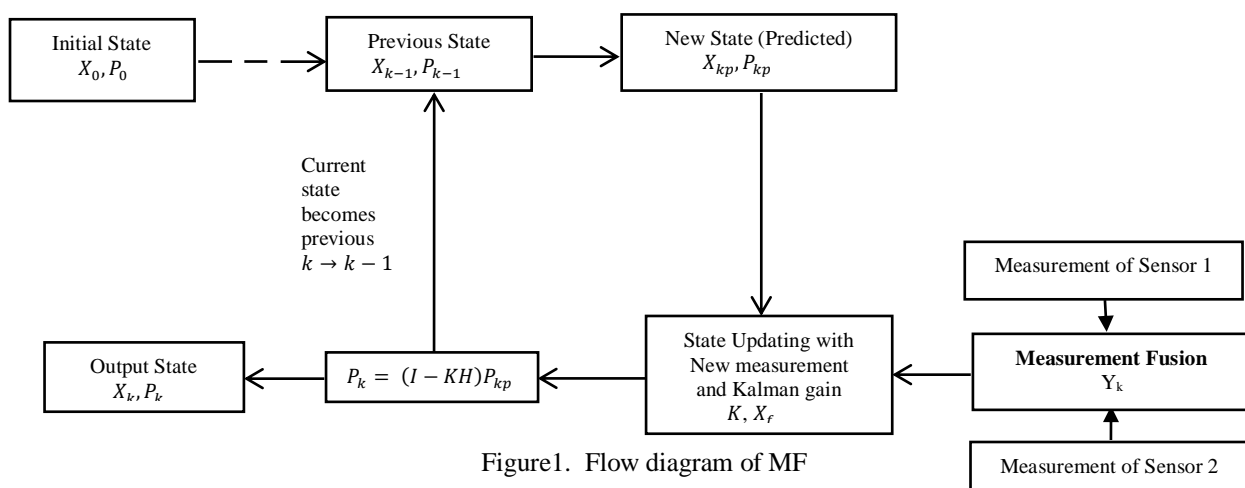 Initial State
X₀, P₀
Previous State
Xₖ₋₁, Pₖ₋₁
New State (Predicted)
Xₖₚ, Pₖₚ
Current
state
becomes
previous
k → k − 1
Measurement of Sensor 1
Measurement Fusion
Yₖ
Measurement of Sensor 2
State Updating with
New measurement
and Kalman gain
K, X_f
Pₖ = (I − KH)Pₖₚ
Output State
Xₖ, Pₖ
Figure1. Flow diagram of MF